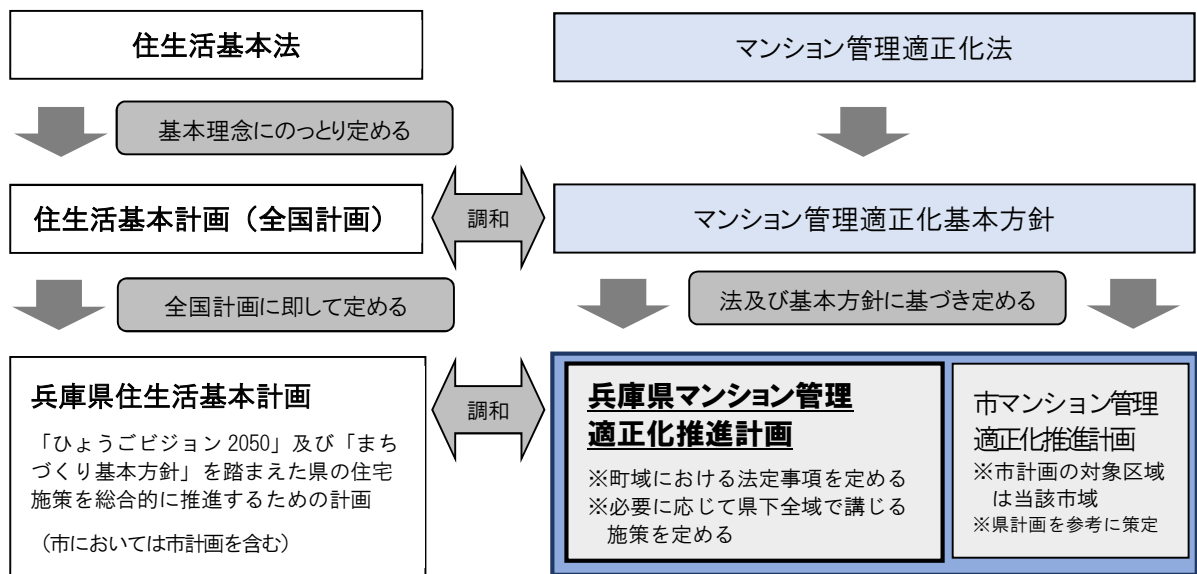 住生活基本法
マンション管理適正化法
基本理念にのっとり定める
住生活基本計画（全国計画）
調和
マンション管理適正化基本方針
全国計画に即して定める
法及び基本方針に基づき定める
兵庫県住生活基本計画
「ひょうごビジョン 2050」及び「まち
づくり基本方針」を踏まえた県の住宅
施策を総合的に推進するための計画
（市においては市計画を含む）
調和
兵庫県マンション管理
適正化推進計画
※町域における法定事項を定める
※必要に応じて県下全域で講じる
施策を定める
市マンション管理
適正化推進計画
※市計画の対象区域
は当該市域
※県計画を参考に策定